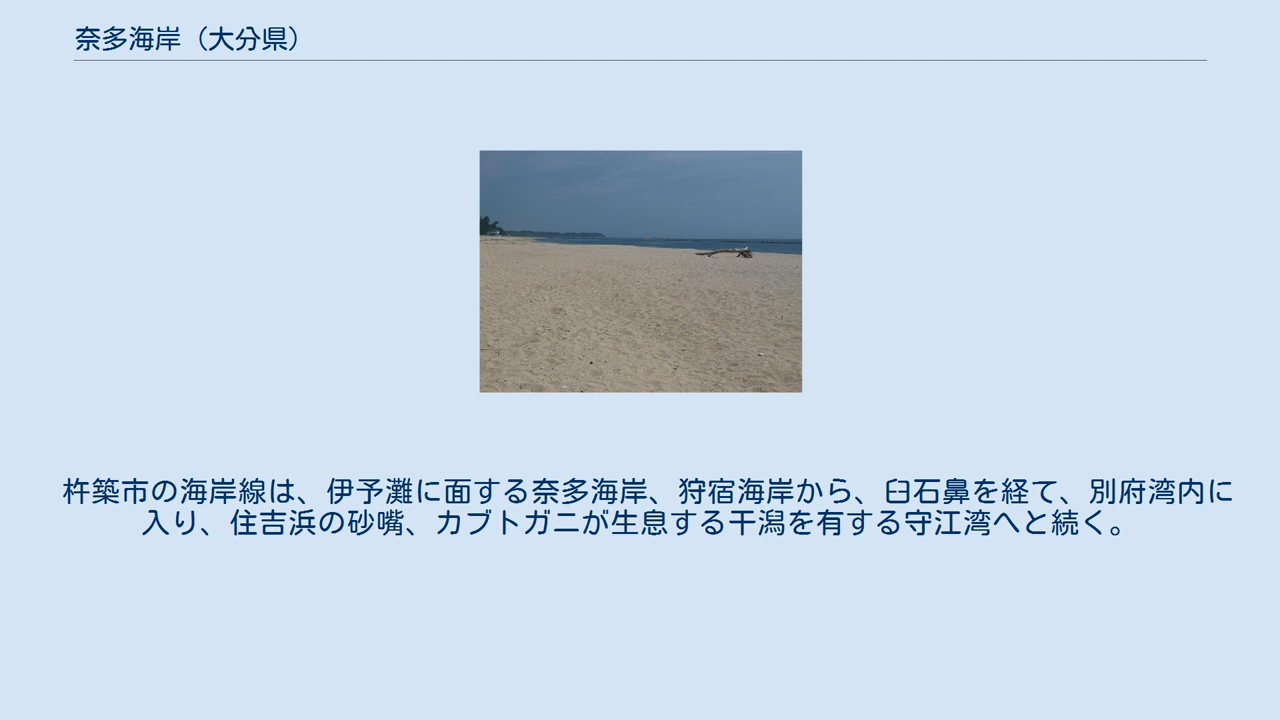 奈多海岸（大分県）
杵築市の海岸線は、伊予灘に面する奈多海岸、狩宿海岸から、臼石鼻を経て、別府湾内に
入り、住吉浜の砂嘴、カブトガニが生息する干潟を有する守江湾へと続く。